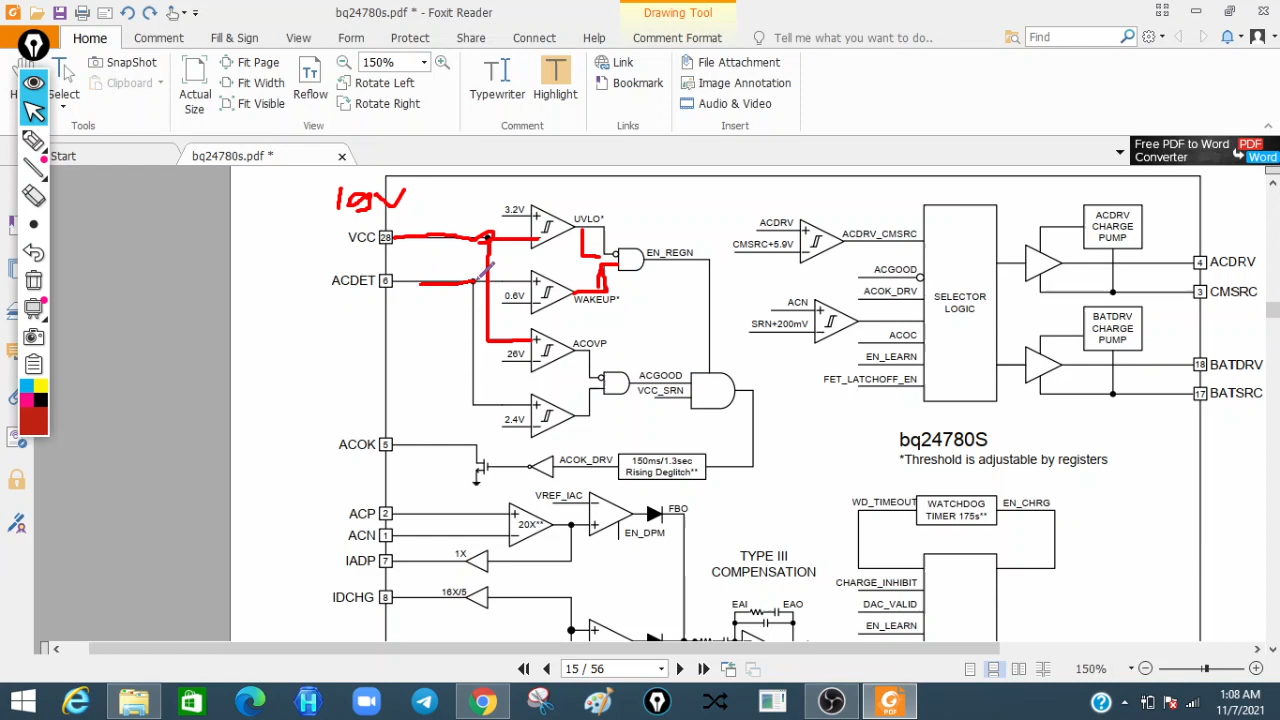 bq24780s.pdf * - Foxit Reader
Drawing Tool
Home
Comment
Fill & Sign
View
Form
Protect
Share
Connect
Help
Comment Format
Tell me what you want to do..
Find
Select
SnapShot
Clipboard
Tools
Actual
Size
Fit Page
Fit Width
Fit Visible
Reflow
150%
Rotate Left
Rotate Right
View
Typewriter
Highlight
Comment
Link
Bookmark
Links
File Attachment
Image Annotation
Audio & Video
Insert
Start
bq24780s.pdf *
Free PDF to Word
Converter
PDF
Word
VCC 28
ACDET 6
3.2V
UVLO*
EN_REGN
0.6V
WAKEUP*
ACOVP
26V
ACGOOD
VCC_SRN
2.4V
ACOK 5
ACOK_DRV
150ms/1.3sec
Rising Deglitch**
ACP 2
ACN 1
IADP 7
IDCHG 8
20X**
1X
16X/5
VREF_IAC
FBO
EN_DPM
TYPE III
COMPENSATION
EAI
EAO
ACDRV
CMSRC+5.9V
ACDRV_CMSRC
ACGOOD
ACOK_DRV
ACN
SRN+200mV
ACOC
EN_LEARN
FET_LATCHOFF_EN
SELECTOR
LOGIC
ACDRV
CHARGE
PUMP
BATDRV
CHARGE
PUMP
4 ACDRV
3 CMSRC
18 BATDRV
17 BATSRC
bq24780S
*Threshold is adjustable by registers
WD_TIMEOUT
WATCHDOG
TIMER 175s**
EN_CHRG
CHARGE_INHIBIT
DAC_VALID
EN_LEARN
15 / 56
150%
1:08 AM
11/7/2021